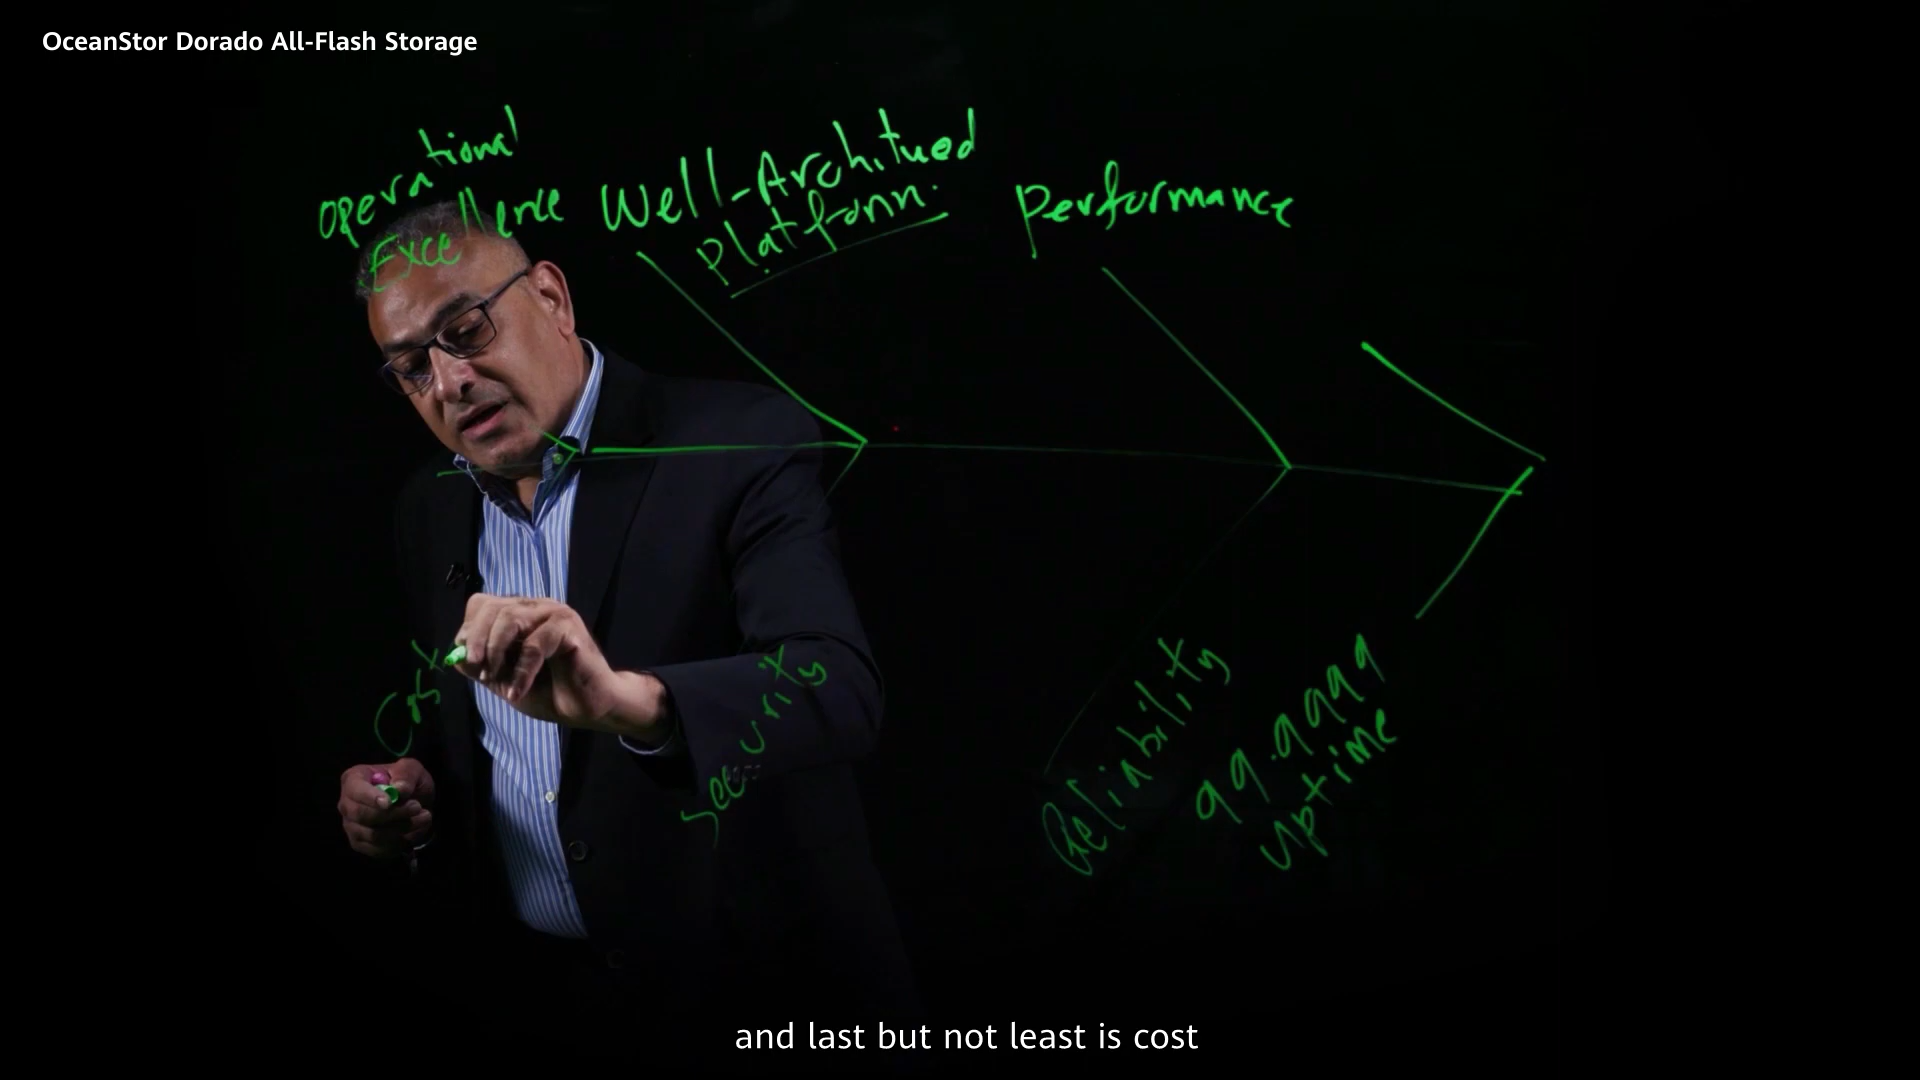 OceanStor Dorado All-Flash Storage
operational
Excellence
Well-Architued
Platform.
Performance
Cost
Security
Reliability
99.9999
uptime
and last but not least is cost